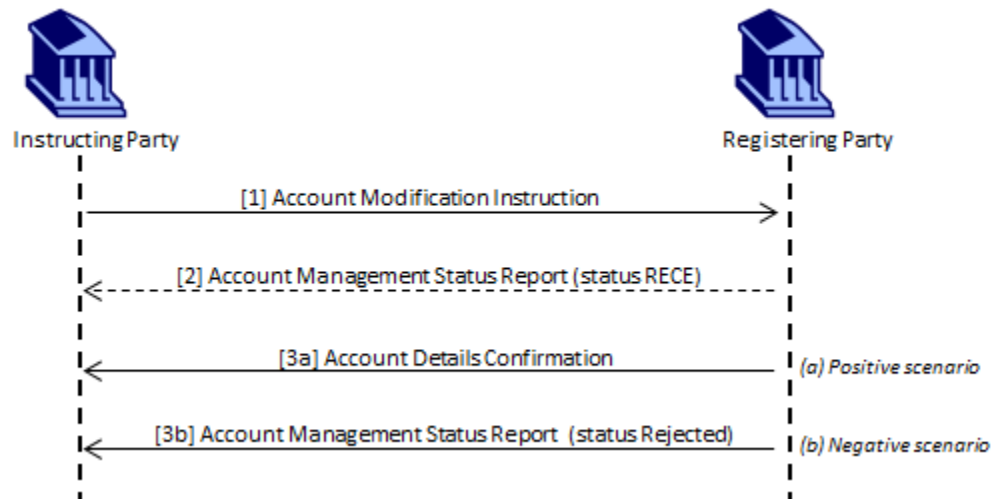 Instructing Party
Registering Party
[1] Account Modification Instruction
[2] Account Management Status Report (status RECE)
[3a] Account Details Confirmation
(a) Positive scenario
[3b] Account Management Status Report (status Rejected)
(b) Negative scenario